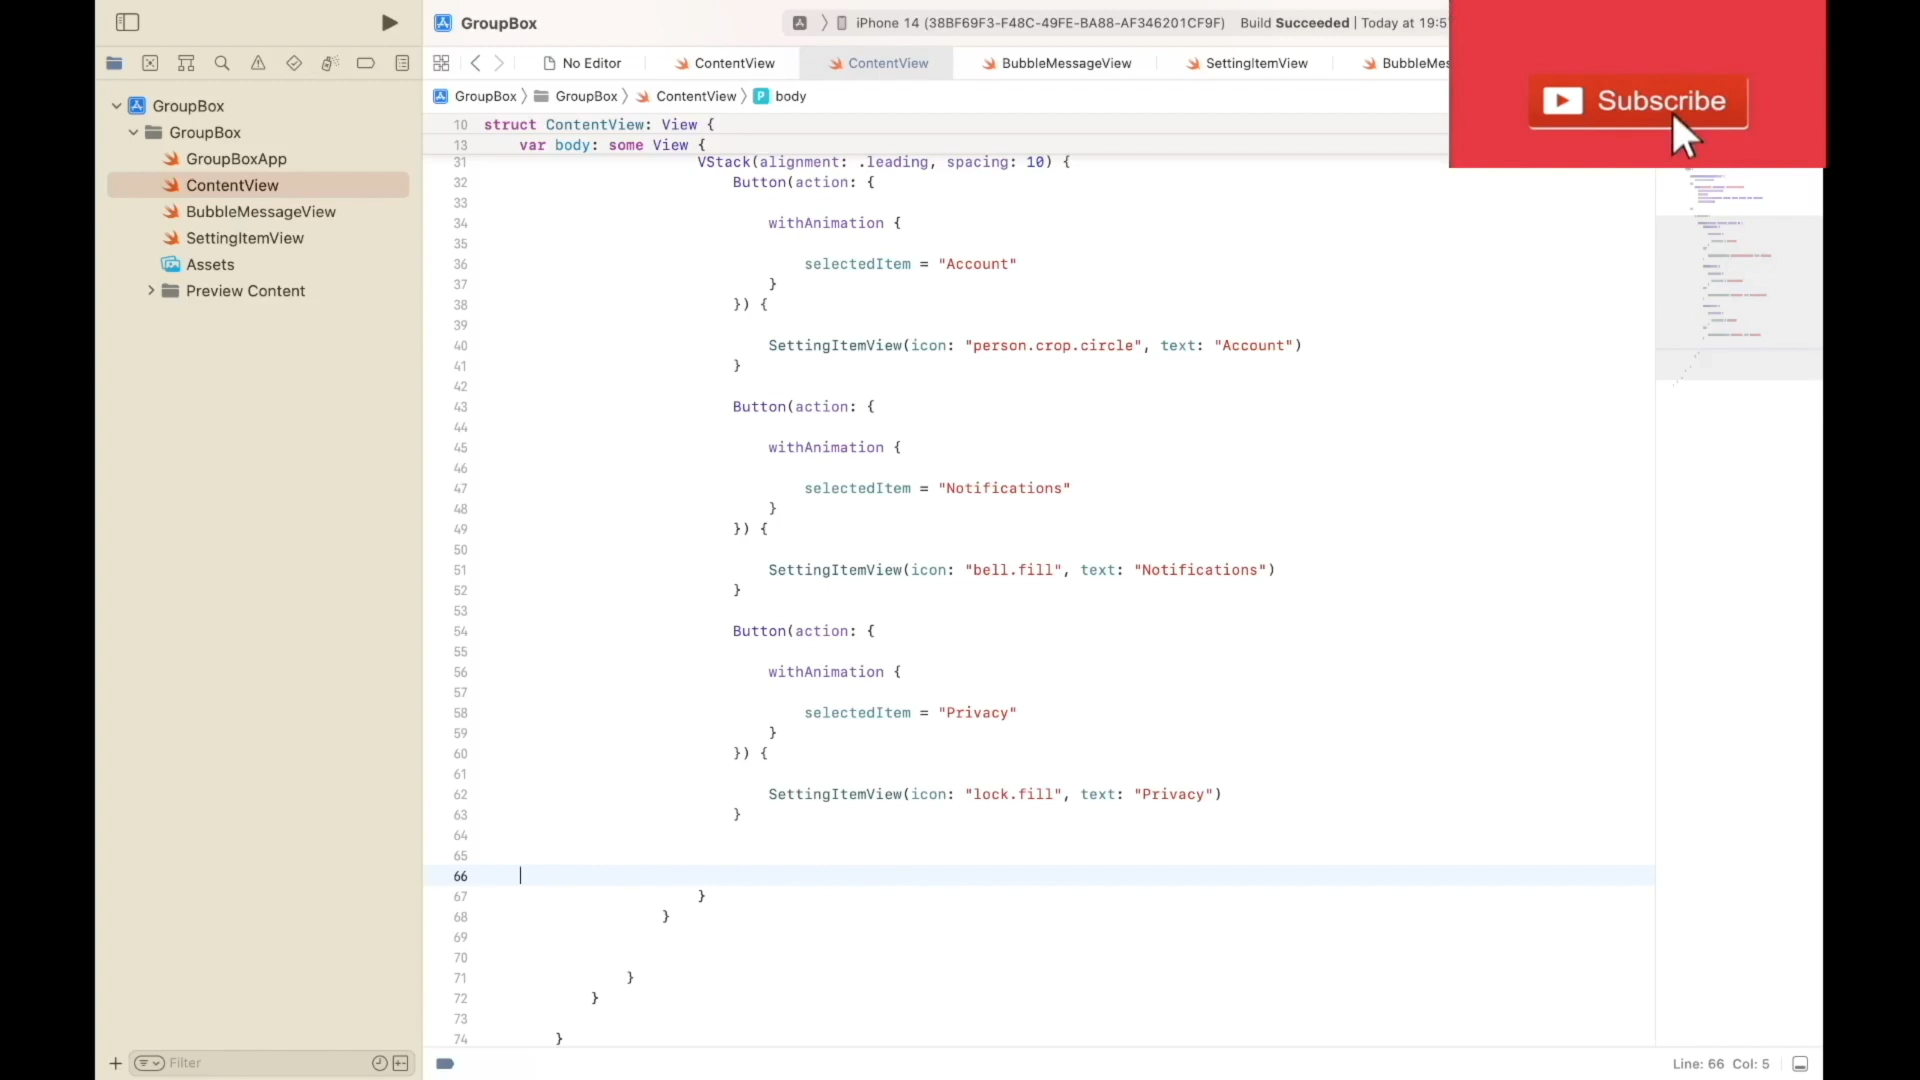 GroupBox
iPhone 14 (38BF69F3-F48C-49FE-BA88-AF346201CF9F) Build Succeeded | Today at 19:5
Subscribe
No Editor
ContentView
ContentView
BubbleMessageView
SettingItemView
BubbleMes
GroupBox
GroupBox
GroupBoxApp
ContentView
BubbleMessageView
SettingItemView
Assets
Preview Content
GroupBox 〉 GroupBox 〉 ContentView 〉 P body
10 struct ContentView: View {
13 var body: some View {
31 VStack(alignment: .leading, spacing: 10) {
32 Button(action: {
33
34 withAnimation {
35
36 selectedItem = "Account"
37 }
38 }) {
39
40 SettingItemView(icon: "person.crop.circle", text: "Account")
41 }
42
43 Button(action: {
44
45 withAnimation {
46
47 selectedItem = "Notifications"
48 }
49 }) {
50
51 SettingItemView(icon: "bell.fill", text: "Notifications")
52 }
53
54 Button(action: {
55
56 withAnimation {
57
58 selectedItem = "Privacy"
59 }
60 }) {
61
62 SettingItemView(icon: "lock.fill", text: "Privacy")
63 }
64
65
66
67 }
68 }
69
70
71 }
72 }
73
74 }
Filter
Line: 66 Col: 5